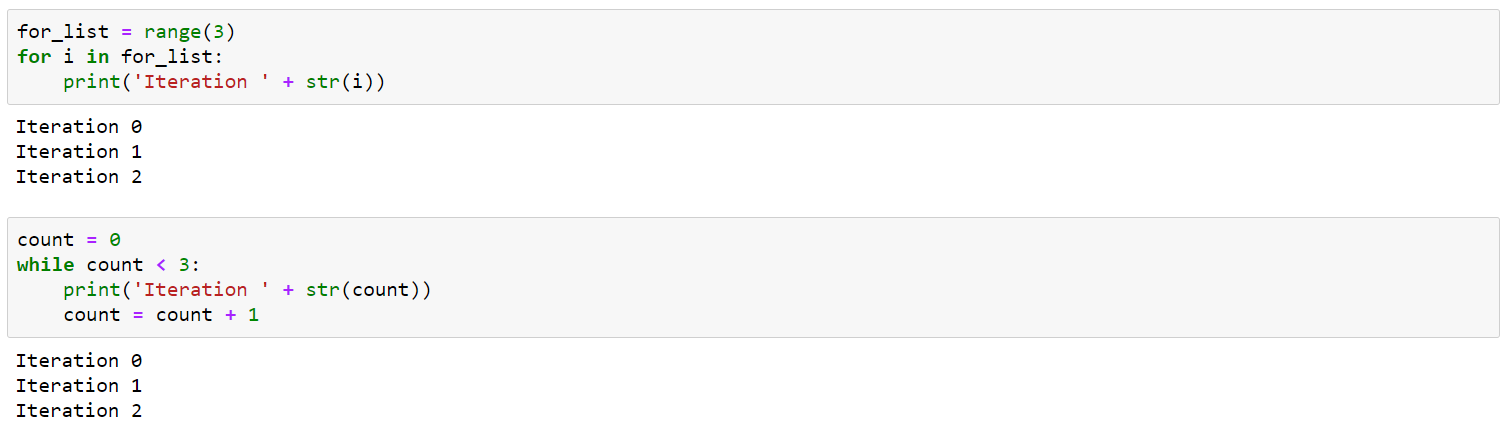 for_list = range(3)
for i in for_list:
    print('Iteration ' + str(i))
Iteration 0
Iteration 1
Iteration 2
count = 0
while count < 3:
    print('Iteration ' + str(count))
    count = count + 1
Iteration 0
Iteration 1
Iteration 2